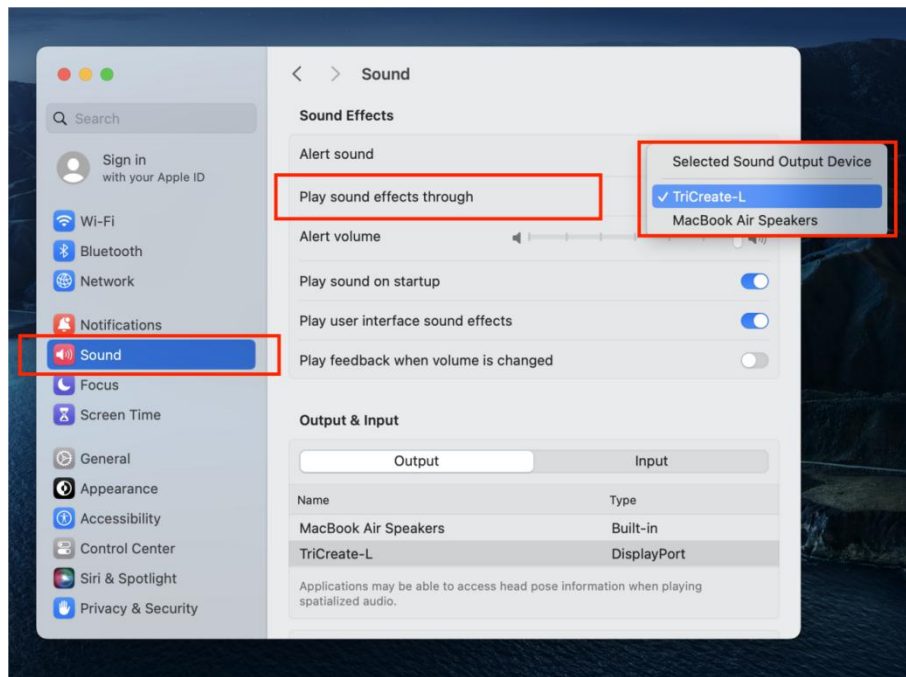 Sound
Search
Sign in
with your Apple ID
Wi-Fi
Bluetooth
Network
Notifications
Sound
Focus
Screen Time
General
Appearance
Accessibility
Control Center
Siri & Spotlight
Privacy & Security
Sound Effects
Alert sound
Play sound effects through
Selected Sound Output Device
✓ TriCreate-L
MacBook Air Speakers
Alert volume
Play sound on startup
Play user interface sound effects
Play feedback when volume is changed
Output & Input
Output Input
Name Type
MacBook Air Speakers Built-in
TriCreate-L DisplayPort
Applications may be able to access head pose information when playing
spatialized audio.